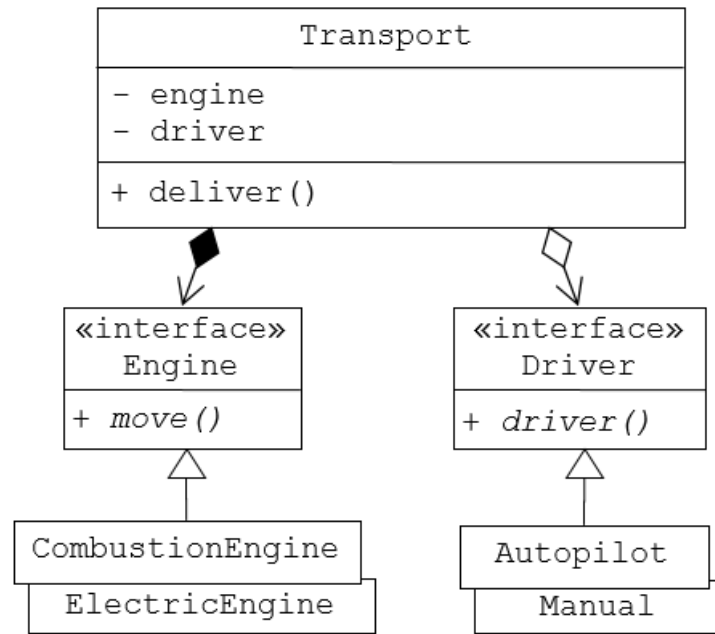 Transport
- engine
- driver
+ deliver()
«interface»
Engine
+ move()
«interface»
Driver
+ driver()
CombustionEngine
ElectricEngine
Autopilot
Manual